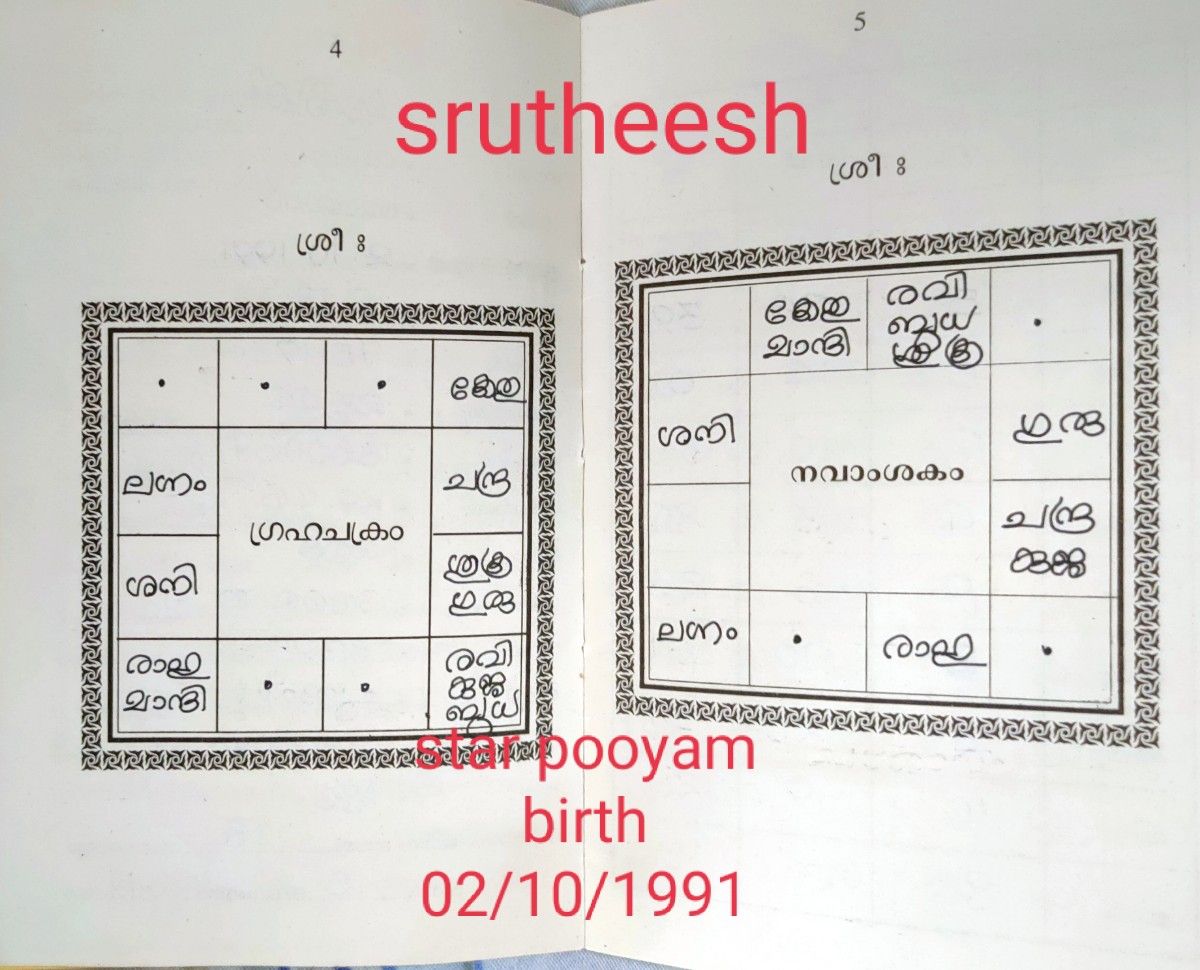 4
5
srutheesh
ശ്രീഃ
ശ്രീഃ
കേതു
ലഗ്നം
ചന്ദ്ര
ഗ്രഹചക്രം
ശനി
ശുക്ര
ഗുരു
രാഹു
മാന്ദി
രവി
കുജ
ബുധ
കേതു
മാന്ദി
രവി
ബുധ
ശുക്ര
ശനി
ഗുരു
നവാംശകം
ചന്ദ്ര
കുജ
ലഗ്നം
രാഹു
star pooyam
birth
02/10/1991